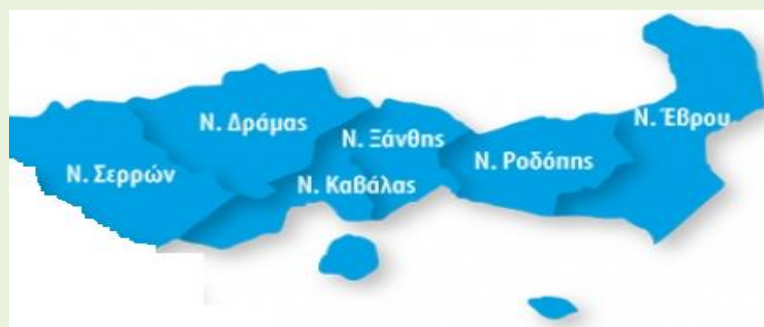 Ν. Έβρου
Ν. Δράμας
Ν. Ξάνθης
Ν. Ροδόπης
Ν. Σερρών
Ν. Καβάλας